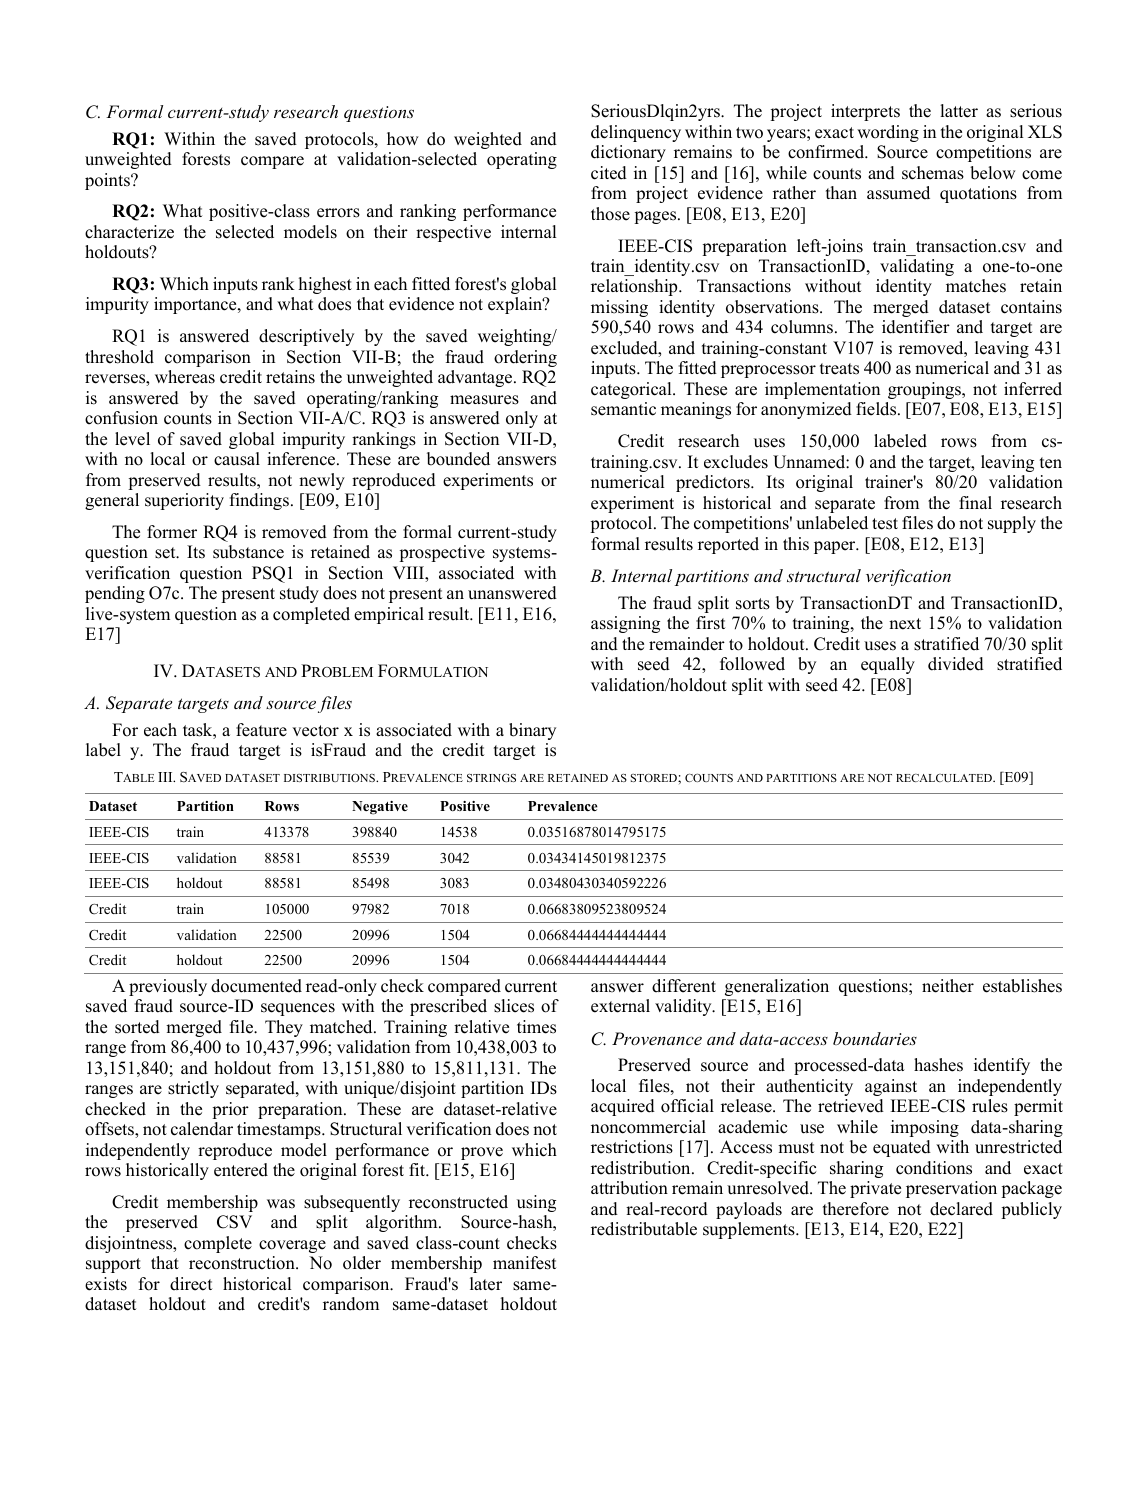 C. Formal current-study research questions
RQ1: Within the saved protocols, how do weighted and
unweighted forests compare at validation-selected operating
points?
RQ2: What positive-class errors and ranking performance
characterize the selected models on their respective internal
holdouts?
RQ3: Which inputs rank highest in each fitted forest's global
impurity importance, and what does that evidence not explain?
RQ1 is answered descriptively by the saved weighting/
threshold comparison in Section VII-B; the fraud ordering
reverses, whereas credit retains the unweighted advantage. RQ2
is answered by the saved operating/ranking measures and
confusion counts in Section VII-A/C. RQ3 is answered only at
the level of saved global impurity rankings in Section VII-D,
with no local or causal inference. These are bounded answers
from preserved results, not newly reproduced experiments or
general superiority findings. [E09, E10]
The former RQ4 is removed from the formal current-study
question set. Its substance is retained as prospective systems-
verification question PSQ1 in Section VIII, associated with
pending O7c. The present study does not present an unanswered
live-system question as a completed empirical result. [E11, E16,
E17]
IV. DATASETS AND PROBLEM FORMULATION
A. Separate targets and source files
For each task, a feature vector x is associated with a binary
label y. The fraud target is isFraud and the credit target is
SeriousDlqin2yrs. The project interprets the latter as serious
delinquency within two years; exact wording in the original XLS
dictionary remains to be confirmed. Source competitions are
cited in [15] and [16], while counts and schemas below come
from project evidence rather than assumed quotations from
those pages. [E08, E13, E20]
IEEE-CIS preparation left-joins train_transaction.csv and
train_identity.csv on TransactionID, validating a one-to-one
relationship. Transactions without identity matches retain
missing identity observations. The merged dataset contains
590,540 rows and 434 columns. The identifier and target are
excluded, and training-constant V107 is removed, leaving 431
inputs. The fitted preprocessor treats 400 as numerical and 31 as
categorical. These are implementation groupings, not inferred
semantic meanings for anonymized fields. [E07, E08, E13, E15]
Credit research uses 150,000 labeled rows from cs-
training.csv. It excludes Unnamed: 0 and the target, leaving ten
numerical predictors. Its original trainer's 80/20 validation
experiment is historical and separate from the final research
protocol. The competitions' unlabeled test files do not supply the
formal results reported in this paper. [E08, E12, E13]
B. Internal partitions and structural verification
The fraud split sorts by TransactionDT and TransactionID,
assigning the first 70% to training, the next 15% to validation
and the remainder to holdout. Credit uses a stratified 70/30 split
with seed 42, followed by an equally divided stratified
validation/holdout split with seed 42. [E08]
TABLE III. SAVED DATASET DISTRIBUTIONS. PREVALENCE STRINGS ARE RETAINED AS STORED; COUNTS AND PARTITIONS ARE NOT RECALCULATED. [E09]
Dataset Partition Rows Negative Positive Prevalence
IEEE-CIS train 413378 398840 14538 0.03516878014795175
IEEE-CIS validation 88581 85539 3042 0.03434145019812375
IEEE-CIS holdout 88581 85498 3083 0.03480430340592226
Credit train 105000 97982 7018 0.06683809523809524
Credit validation 22500 20996 1504 0.06684444444444444
Credit holdout 22500 20996 1504 0.06684444444444444
A previously documented read-only check compared current
saved fraud source-ID sequences with the prescribed slices of
the sorted merged file. They matched. Training relative times
range from 86,400 to 10,437,996; validation from 10,438,003 to
13,151,840; and holdout from 13,151,880 to 15,811,131. The
ranges are strictly separated, with unique/disjoint partition IDs
checked in the prior preparation. These are dataset-relative
offsets, not calendar timestamps. Structural verification does not
independently reproduce model performance or prove which
rows historically entered the original forest fit. [E15, E16]
Credit membership was subsequently reconstructed using
the preserved CSV and split algorithm. Source-hash,
disjointness, complete coverage and saved class-count checks
support that reconstruction. No older membership manifest
exists for direct historical comparison. Fraud's later same-
dataset holdout and credit's random same-dataset holdout
answer different generalization questions; neither establishes
external validity. [E15, E16]
C. Provenance and data-access boundaries
Preserved source and processed-data hashes identify the
local files, not their authenticity against an independently
acquired official release. The retrieved IEEE-CIS rules permit
noncommercial academic use while imposing data-sharing
restrictions [17]. Access must not be equated with unrestricted
redistribution. Credit-specific sharing conditions and exact
attribution remain unresolved. The private preservation package
and real-record payloads are therefore not declared publicly
redistributable supplements. [E13, E14, E20, E22]